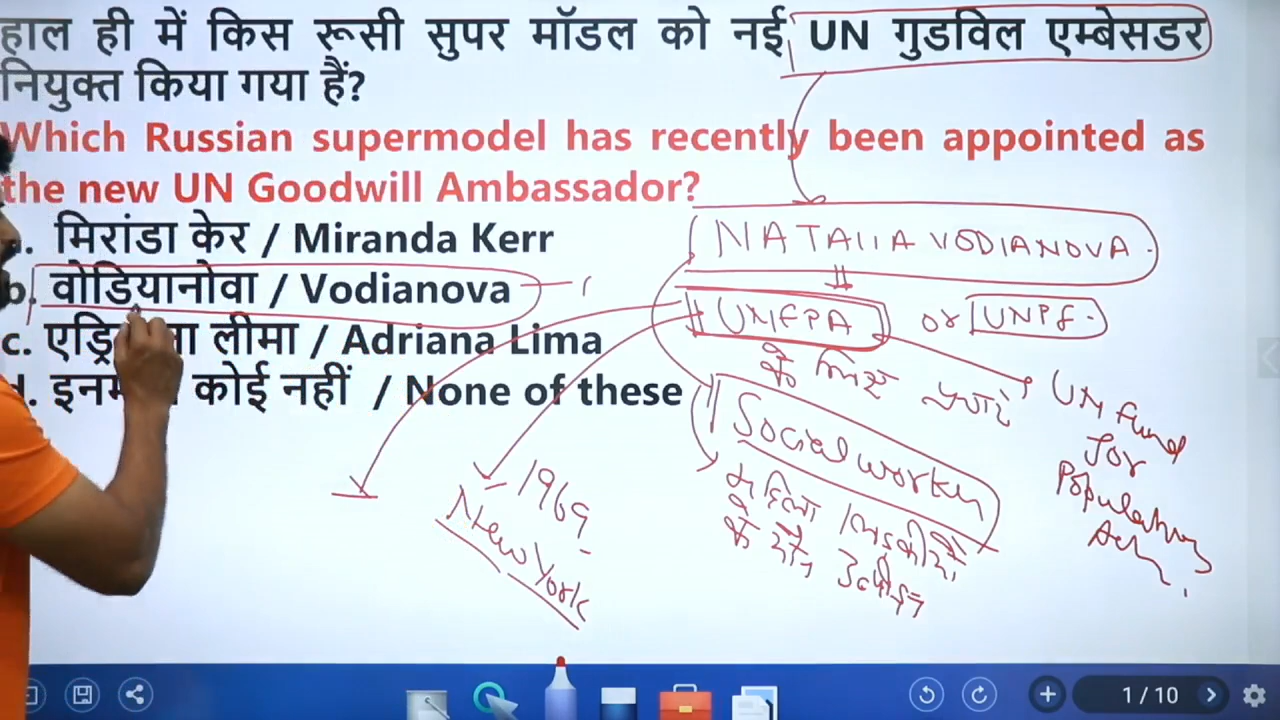 हाल ही में किस रूसी सुपर मॉडल को नई UN गुडविल एम्बेसडर
नियुक्त किया गया हैं?
Which Russian supermodel has recently been appointed as
the new UN Goodwill Ambassador?
a. मिरांडा केर / Miranda Kerr
b. वोडियानोवा / Vodianova
c. लीमा / Adriana Lima
d. कोई नहीं / None of these
NATALIA VODIANOVA
UNFPA or UNPF
के लिए
UN fund
for
Population
Social worker
महिला
के यौन
1969
New York
1 / 10